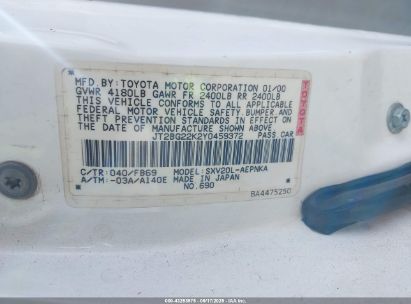 MFD BY: TOYOTA MOTOR CORPORATION 01/00
GVWR 4180LB GAWR FR 2400LB RR 2400LB
THIS VEHICLE CONFORMS TO ALL APPLICABLE
FEDERAL MOTOR VEHICLE SAFETY, BUMPER, AND
THEFT PREVENTION STANDARDS IN EFFECT ON
THE DATE OF MANUFACTURE SHOWN ABOVE.
JT2BG22K2Y0459372 PASS CAR
TOYOTA
C/TR: 040/FB69 MODEL: SXV20L-AEPNKA
A/TM: -03A/A140E MADE IN JAPAN
NO.690
BA4475250